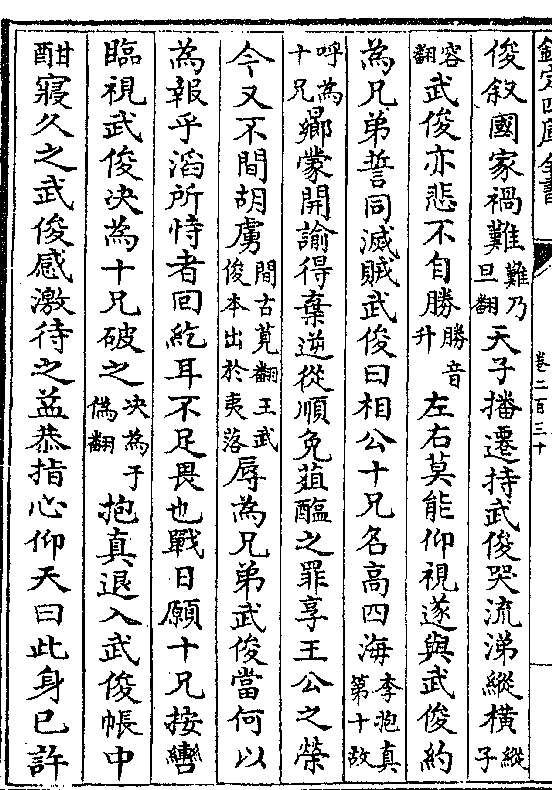 欽定四庫全書
卷二百三十
俊叙國家禍難難乃旦翻天子播遷持武俊哭流涕縱横縱子
容翻武俊亦悲不自勝勝音升左右莫能仰視遂與武俊約
為兄弟誓同滅賊武俊曰相公十兄名高四海李抱真第十故
呼為十兄曏蒙開諭得棄逆從順免葅醢之罪享王公之榮
今又不間胡虜間古莧翻王武俊本出於夷落辱為兄弟武俊當何以
為報乎滔所恃者回紇耳不足畏也戰日願十兄按轡
臨視武俊决為十兄破之决為于偽翻抱真退入武俊帳中
酣寢久之武俊感激待之益恭指心仰天曰此身已許